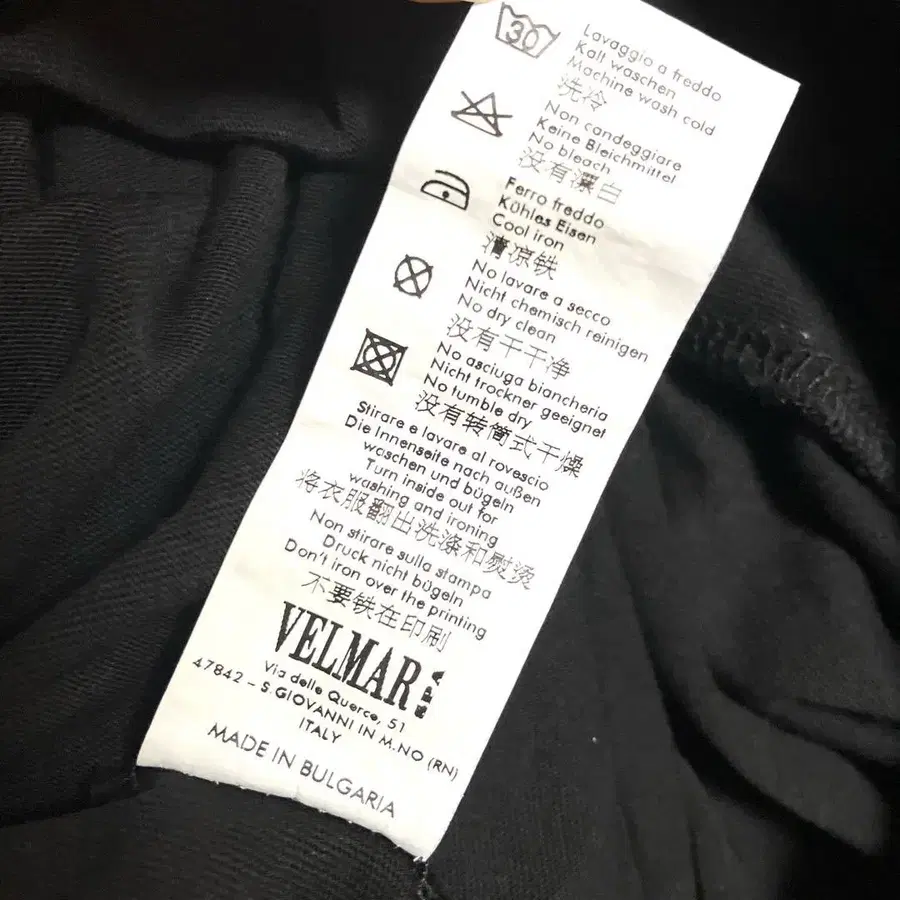 30
Lavaggio a freddo
Kalt waschen
Machine wash cold
洗冷
Non candeggiare
Keine Bleichmittel
No bleach
没有漂白
Ferro freddo
Kühles Eisen
Cool iron
清凉铁
No lavare a secco
Nicht chemisch reinigen
No dry clean
没有干干净
No asciuga biancheria
Nicht trockner geeignet
No tumble dry
没有转筒式干燥
Stirare e lavare al rovescio
Die Innenseite nach außen
waschen und bügeln
Turn inside out for
washing and ironing
将衣服翻出洗涤和熨烫
Non stirare sulla stampa
Druck nicht bügeln
Don't iron over the printing
不要铁在印刷
VELMAR SPA
Via delle Querce, 51
47842 - S.GIOVANNI IN M.NO (RN)
ITALY
MADE IN BULGARIA